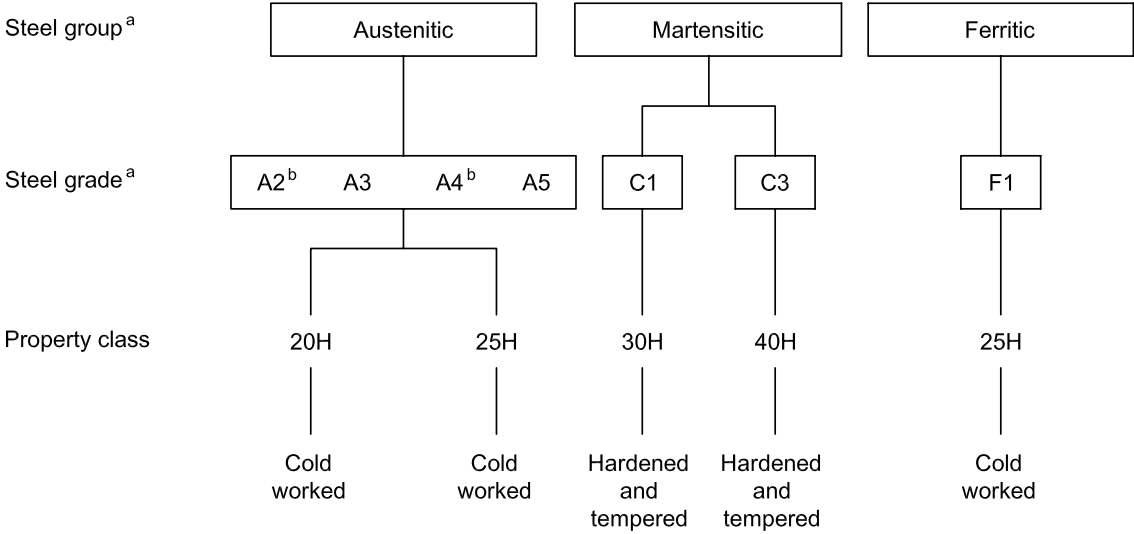 Steel group a Austenitic Martensitic Ferritic
Steel grade a A2 b A3 A4 b A5 C1 C3 F1
Property class 20H 25H 30H 40H 25H
Cold
worked
Cold
worked
Hardened
and
tempered
Hardened
and
tempered
Cold
worked